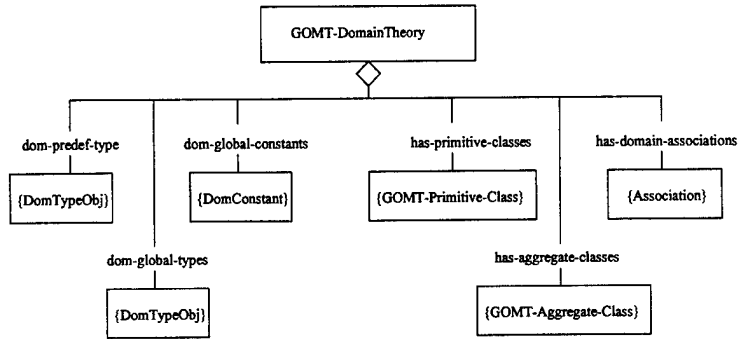 GOMT-DomainTheory
dom-predef-type
dom-global-constants
has-primitive-classes
has-domain-associations
{DomTypeObj}
{DomConstant}
{GOMT-Primitive-Class}
{Association}
dom-global-types
has-aggregate-classes
{DomTypeObj}
{GOMT-Aggregate-Class}